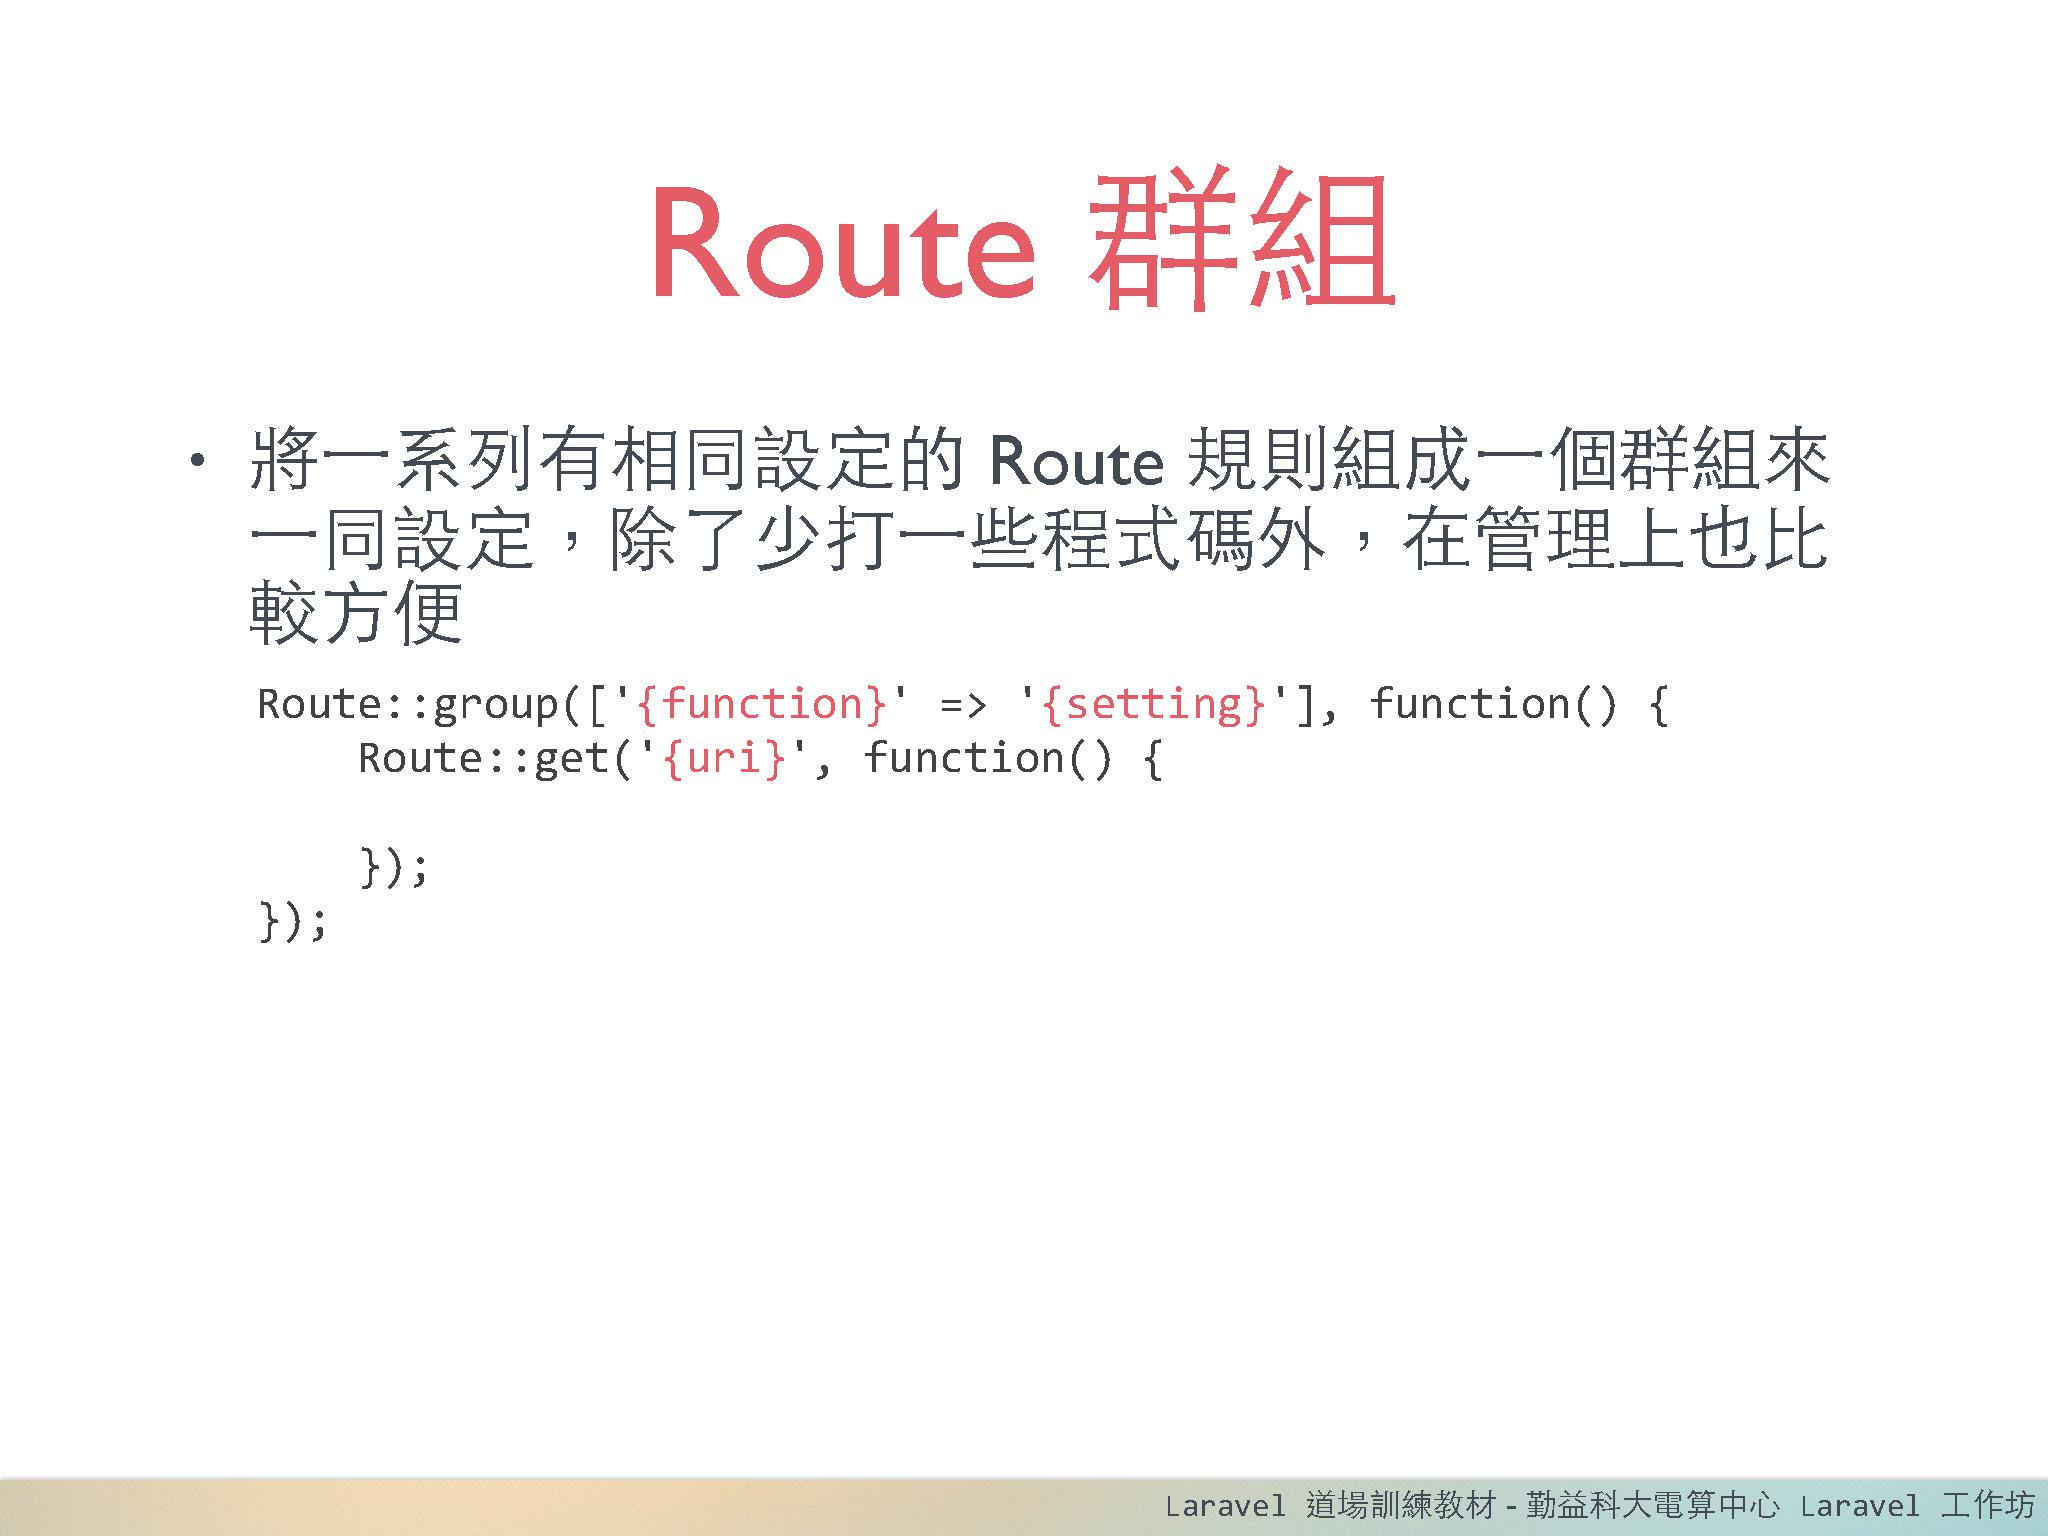 Route 群組
• 將一系列有相同設定的 Route 規則組成一個群組來
一同設定，除了少打一些程式碼外，在管理上也比
較方便
Route::group(['{function}' => '{setting}'], function() {
    Route::get('{uri}', function() {
    });
});
Laravel 道場訓練教材 - 勤益科大電算中心 Laravel 工作坊